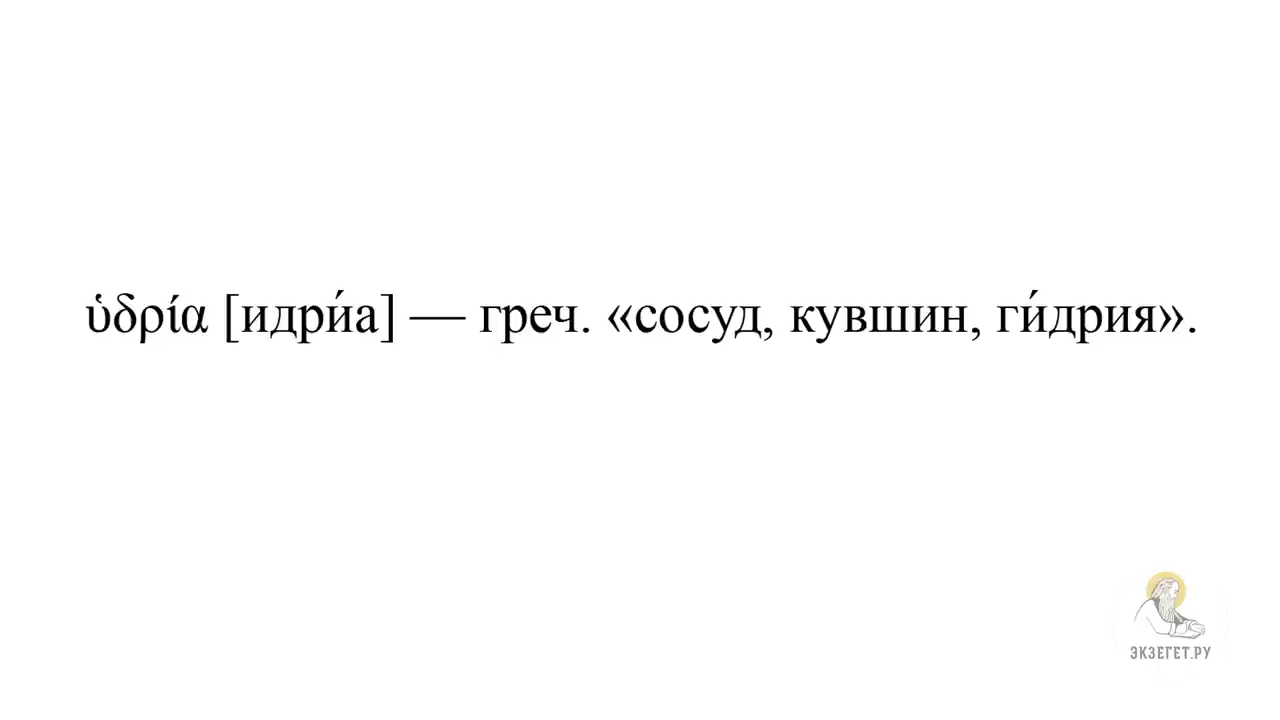 ὑδρία [идри́а] — греч. «сосуд, кувшин, ги́дрия».
ЭКЗЕГЕТ.РУ